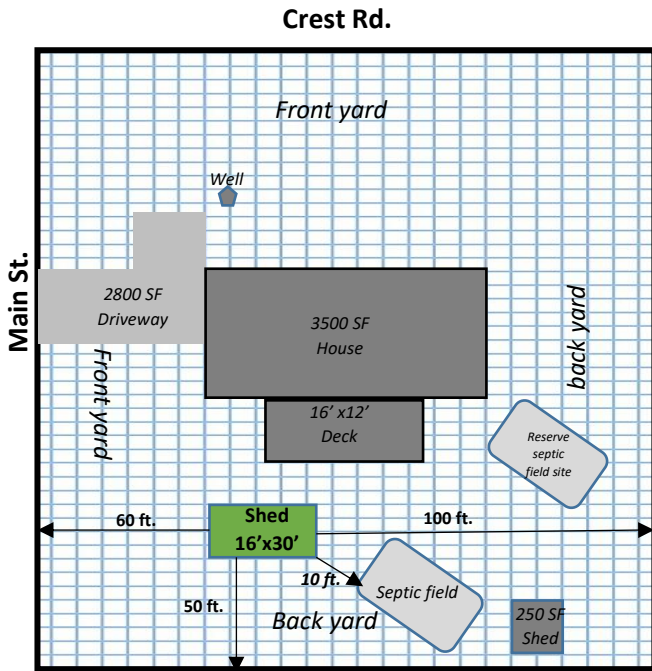 Crest Rd.
Front yard
Well
Main St.
2800 SF
Driveway
3500 SF
House
back yard
Front yard
16’ x12’
Deck
Reserve
septic
field site
60 ft.
Shed
16’x30’
100 ft.
10 ft.
50 ft.
Septic field
Back yard
250 SF
Shed